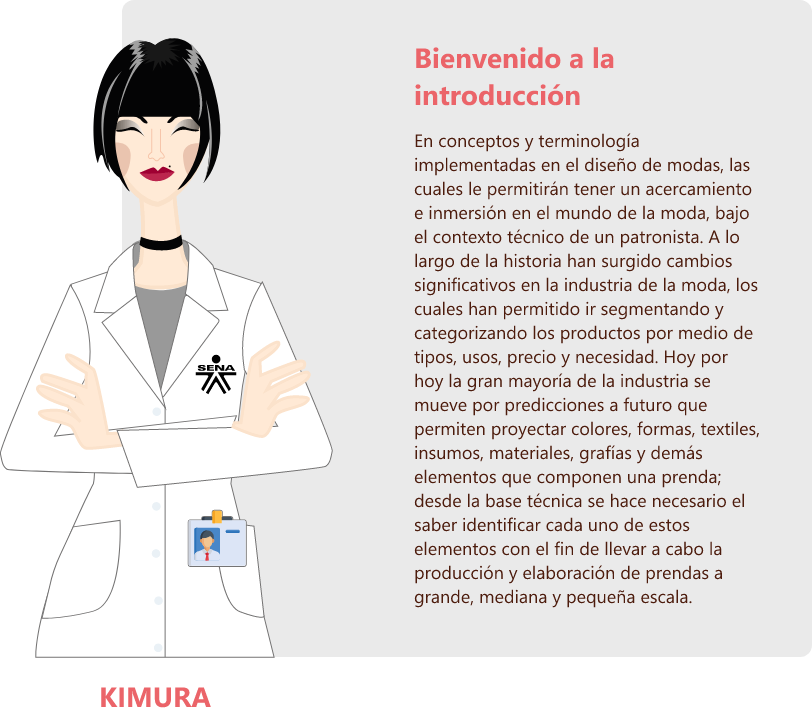 Bienvenido a la
introducción
En conceptos y terminología
implementadas en el diseño de modas, las
cuales le permitirán tener un acercamiento
e inmersión en el mundo de la moda, bajo
el contexto técnico de un patronista. A lo
largo de la historia han surgido cambios
significativos en la industria de la moda, los
cuales han permitido ir segmentando y
categorizando los productos por medio de
tipos, usos, precio y necesidad. Hoy por
hoy la gran mayoría de la industria se
mueve por predicciones a futuro que
permiten proyectar colores, formas, textiles,
insumos, materiales, grafías y demás
elementos que componen una prenda;
desde la base técnica se hace necesario el
saber identificar cada uno de estos
elementos con el fin de llevar a cabo la
producción y elaboración de prendas a
grande, mediana y pequeña escala.
SENA
KIMURA